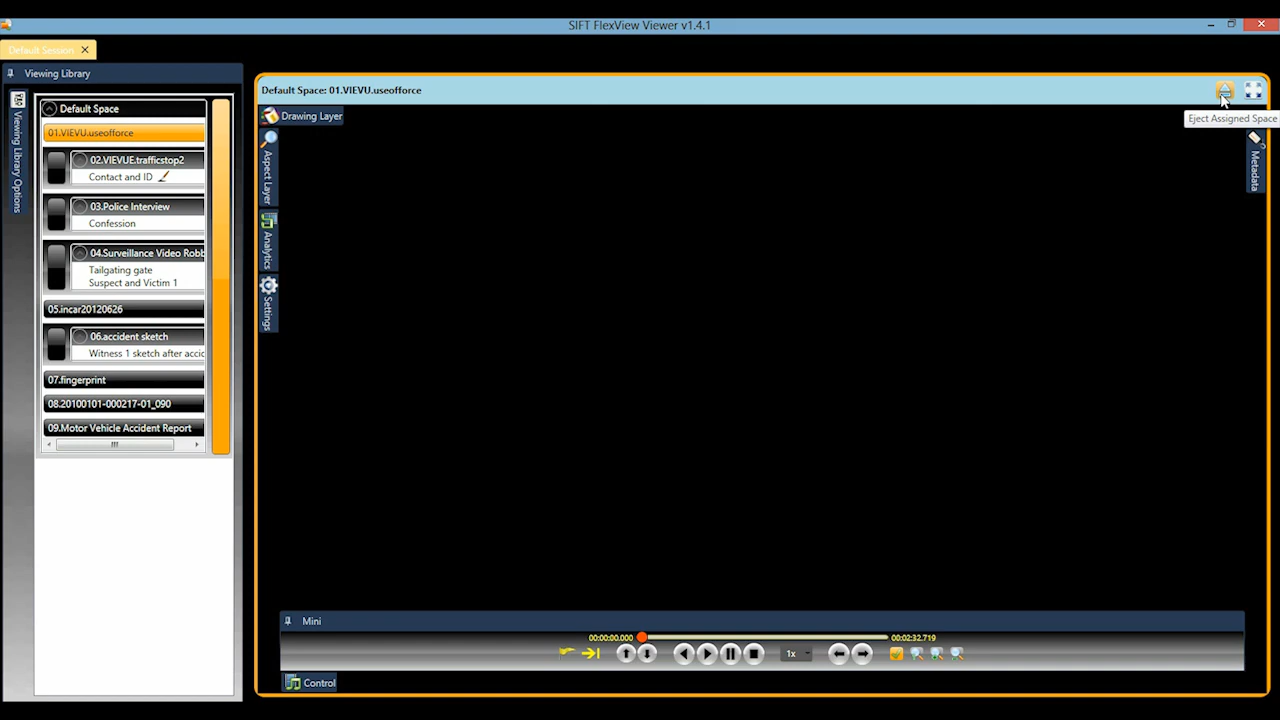 SIFT FlexView Viewer v1.4.1
Default Session
Viewing Library
Viewing Library Options
Default Space
01.VIEVU.useofforce
02.VIEVUE.trafficstop2
Contact and ID
03.Police Interview
Confession
04.Surveillance Video Robb
Tailgating gate
Suspect and Victim 1
05.incar20120626
06.accident sketch
Witness 1 sketch after accic
07.fingerprint
08.20100101-000217-01_090
09.Motor Vehicle Accident Report
Default Space: 01.VIEVU.useofforce
Eject Assigned Space
Drawing Layer
Aspect Layer
Analytics
Settings
Metadata
Mini
00:00:00.000
00:02:32.719
1x
Control